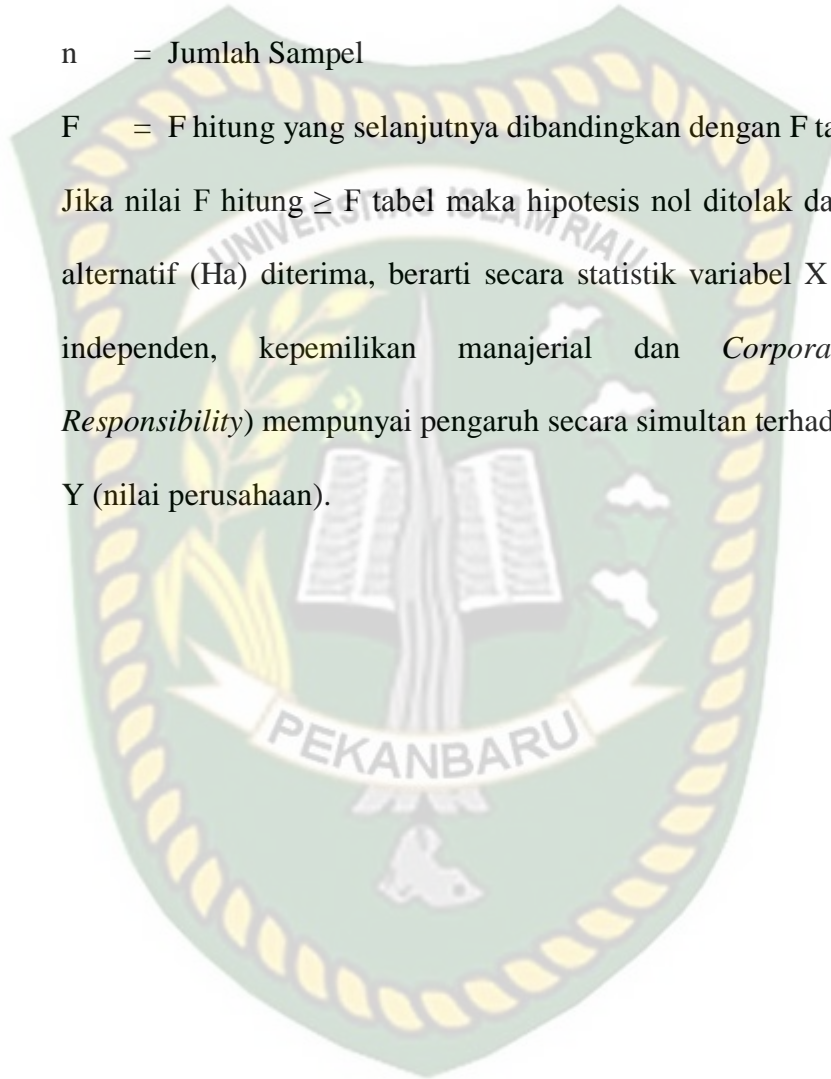 n = Jumlah Sampel
F = F hitung yang selanjutnya dibandingkan dengan F ta
Jika nilai F hitung ≥ F tabel maka hipotesis nol ditolak da
UNIVERSITAS ISLAM RIAU
alternatif (Ha) diterima, berarti secara statistik variabel X
independen, kepemilikan manajerial dan Corpora
Responsibility) mempunyai pengaruh secara simultan terhad
Y (nilai perusahaan).
PEKANBARU